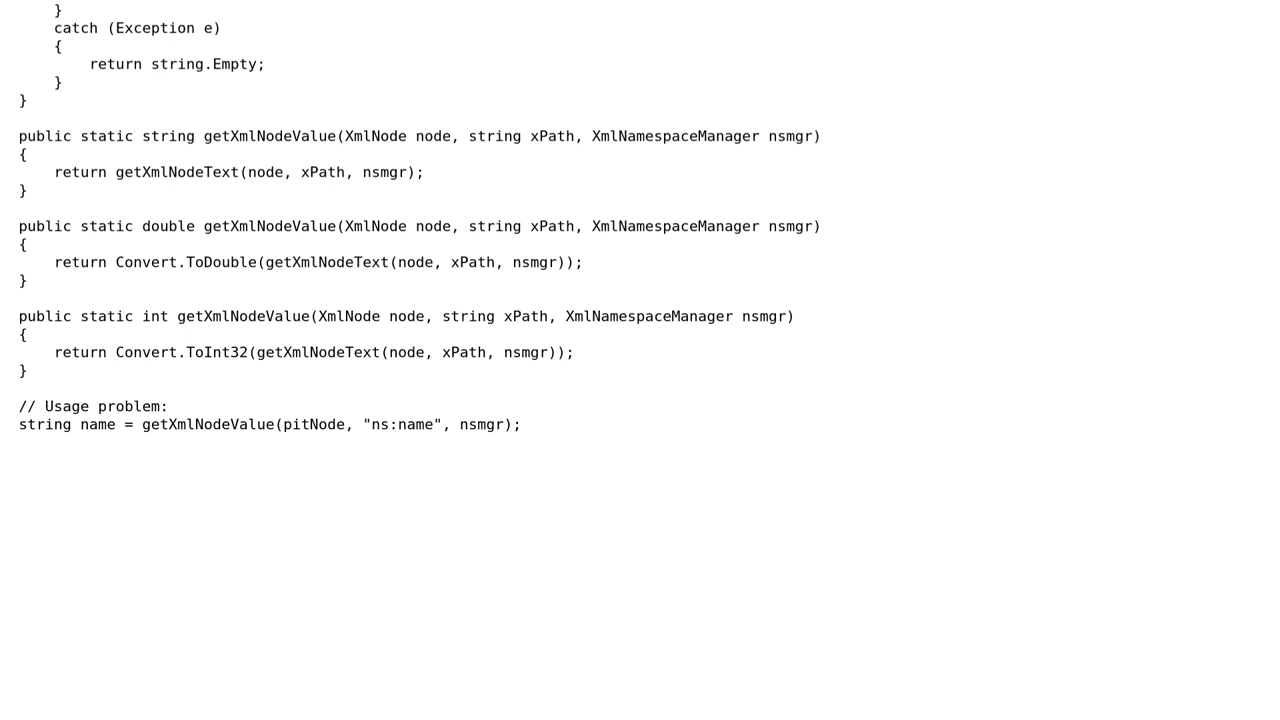 }
    catch (Exception e)
    {
        return string.Empty;
    }
}

public static string getXmlNodeValue(XmlNode node, string xPath, XmlNamespaceManager nsmgr)
{
    return getXmlNodeText(node, xPath, nsmgr);
}

public static double getXmlNodeValue(XmlNode node, string xPath, XmlNamespaceManager nsmgr)
{
    return Convert.ToDouble(getXmlNodeText(node, xPath, nsmgr));
}

public static int getXmlNodeValue(XmlNode node, string xPath, XmlNamespaceManager nsmgr)
{
    return Convert.ToInt32(getXmlNodeText(node, xPath, nsmgr));
}

// Usage problem:
string name = getXmlNodeValue(pitNode, "ns:name", nsmgr);